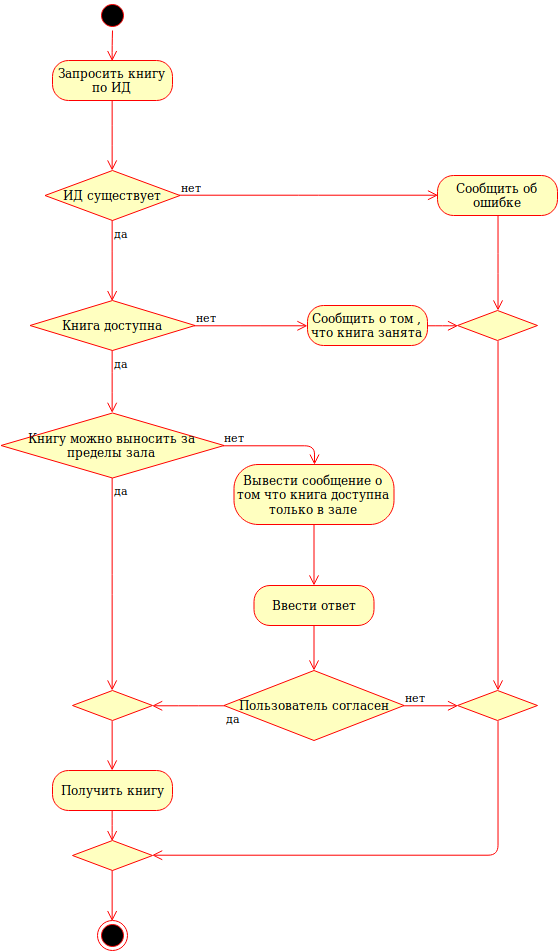 Запросить книгу
по ИД
ИД существует
нет
Сообщить об
ошибке
да
Книга доступна
нет
Сообщить о том ,
что книга занята
да
Книгу можно выносить за
пределы зала
нет
да
Вывести сообщение о
том что книга доступна
только в зале
Ввести ответ
Пользователь согласен
нет
да
Получить книгу